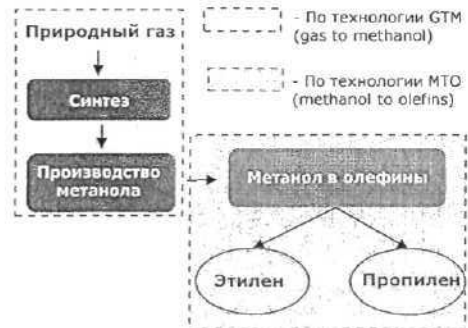 Природный газ
Синтез
Производство
метанола
- По технологии GTM
(gas to methanol)
- По технологии МТО
(methanol to olefins)
Метанол в олефины
Этилен
Пропилен